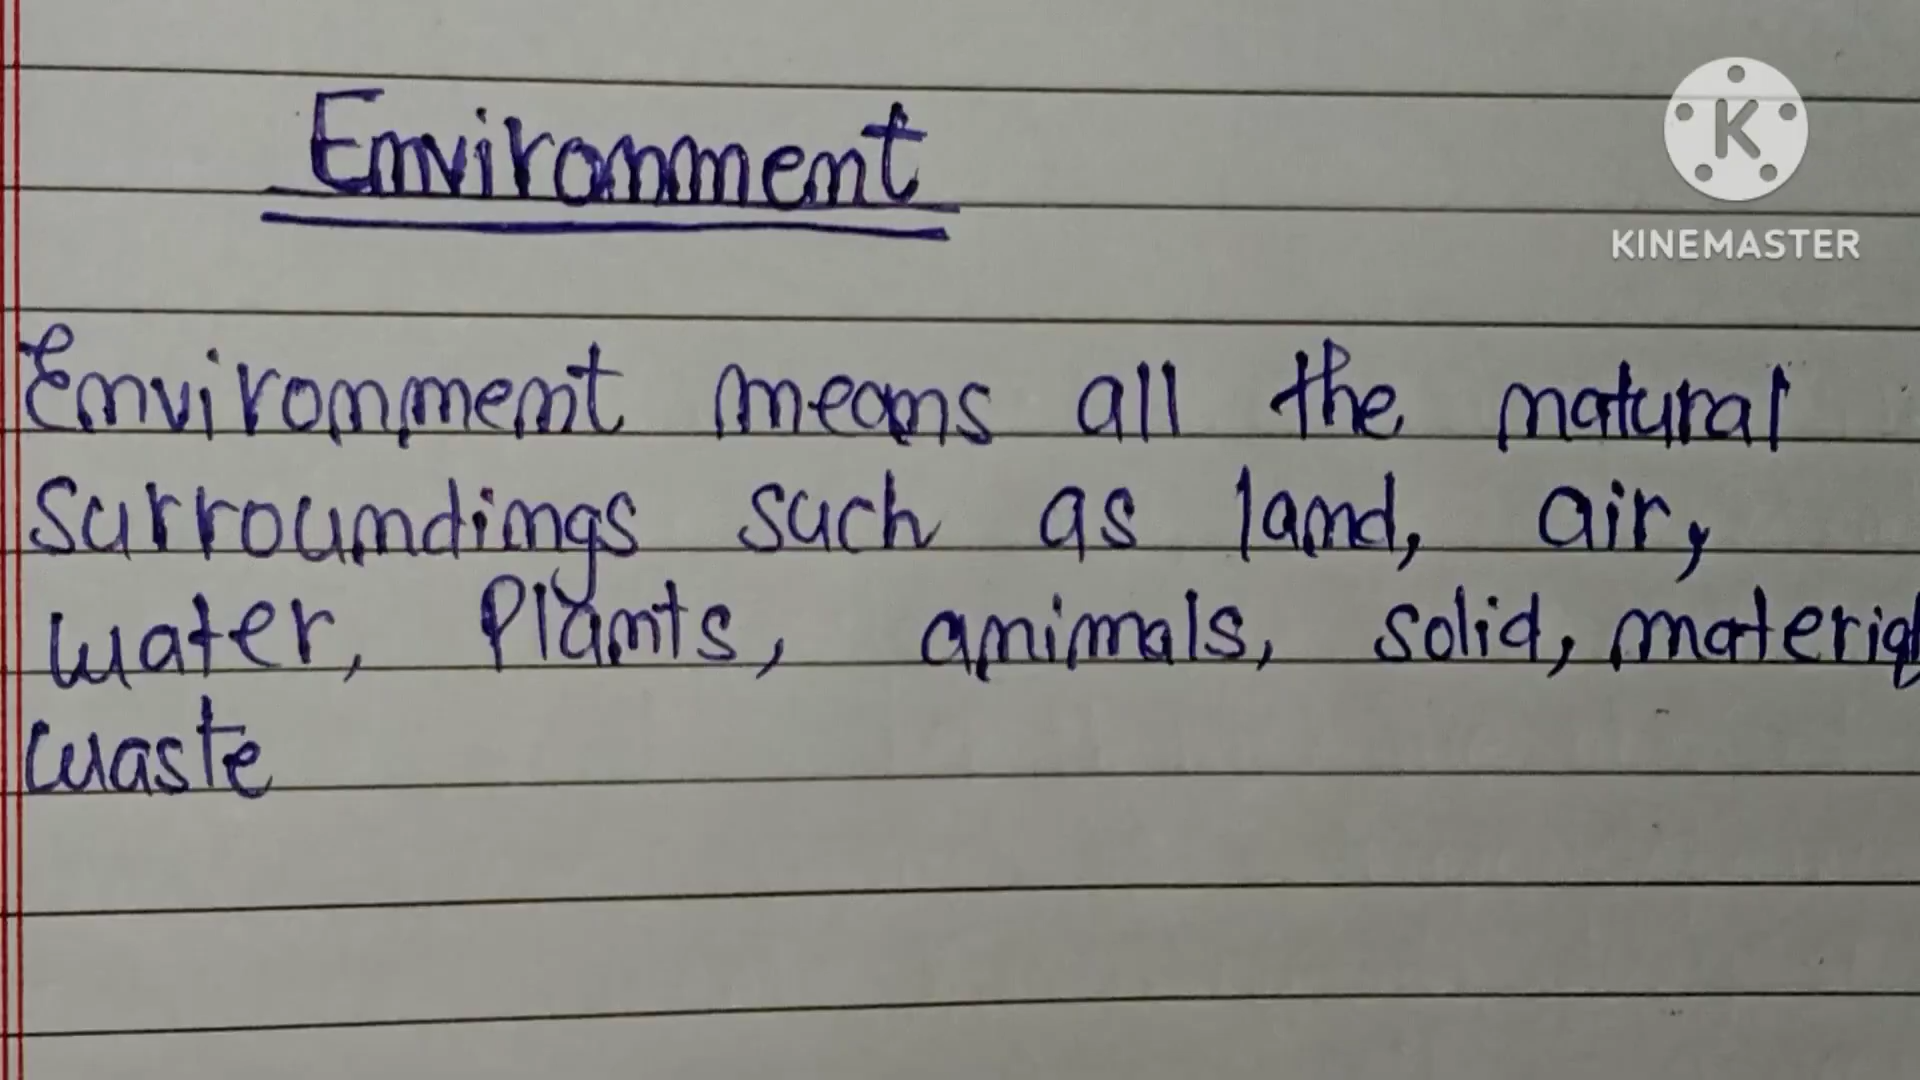 Environment
KINEMASTER
Environment means all the natural
surroundings such as land, air,
water, Plants, animals, solid, material
waste